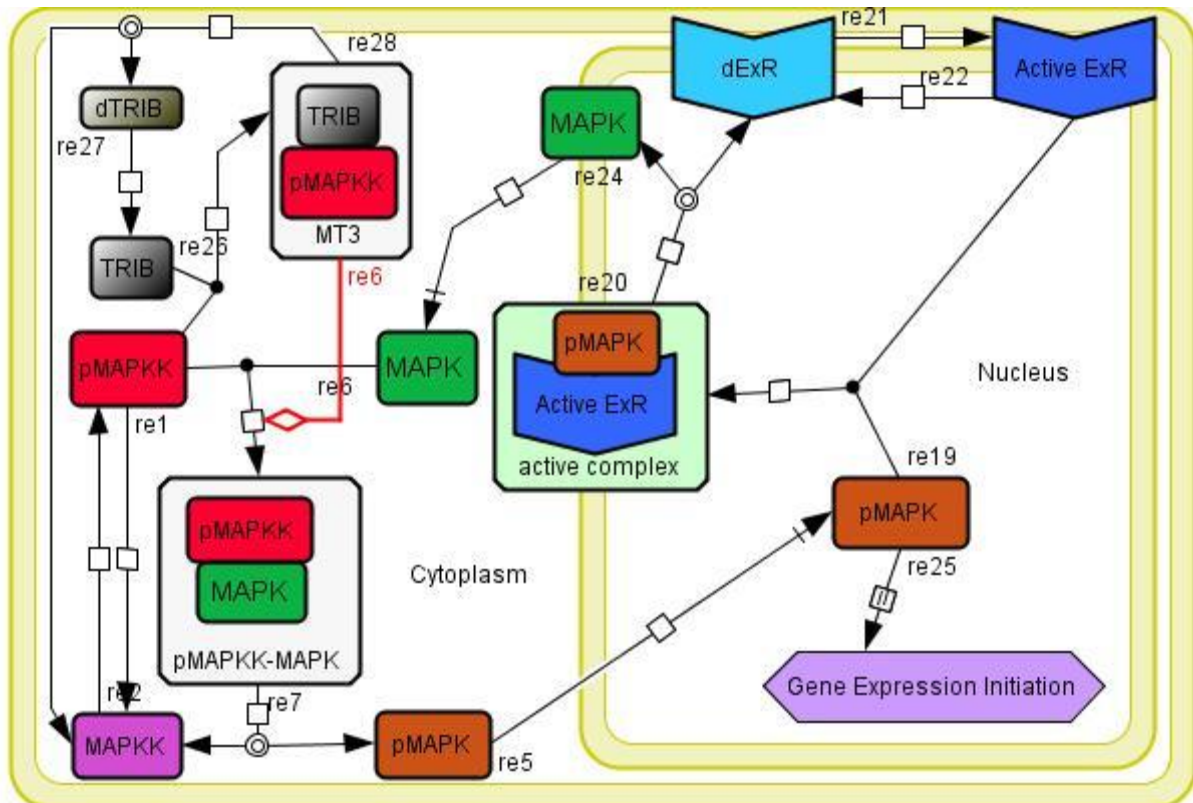 re21
re28
dExR
Active ExR
re22
dTRIB
TRIB
MAPK
re27
pMAPKK
re24
MT3
re26
TRIB
re6
re20
pMAPK
pMAPKK
MAPK
Nucleus
re6
Active ExR
re1
re19
active complex
pMAPK
pMAPKK
Cytoplasm
re25
MAPK
pMAPKK-MAPK
Gene Expression Initiation
re2
re7
MAPKK
pMAPK
re5